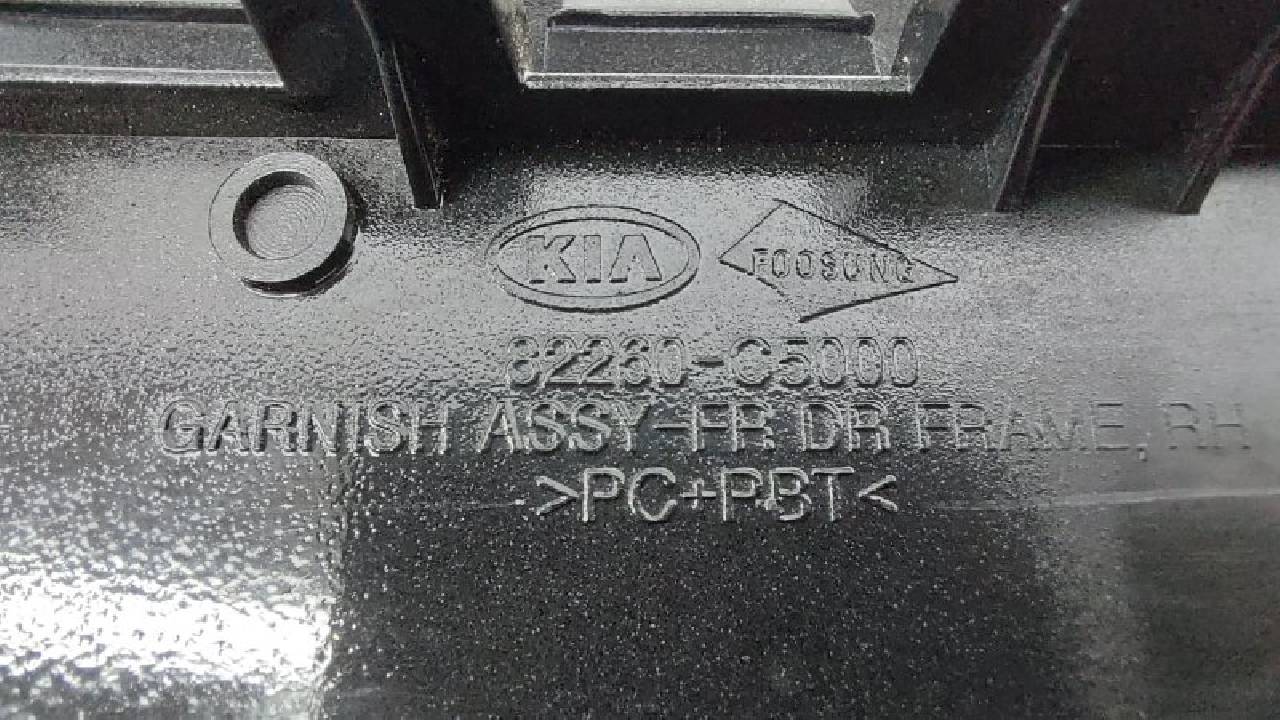 KIA FOOSUNG
82260-C5000
GARNISH ASSY-FR DR FRAME, RH
>PC+PBT<